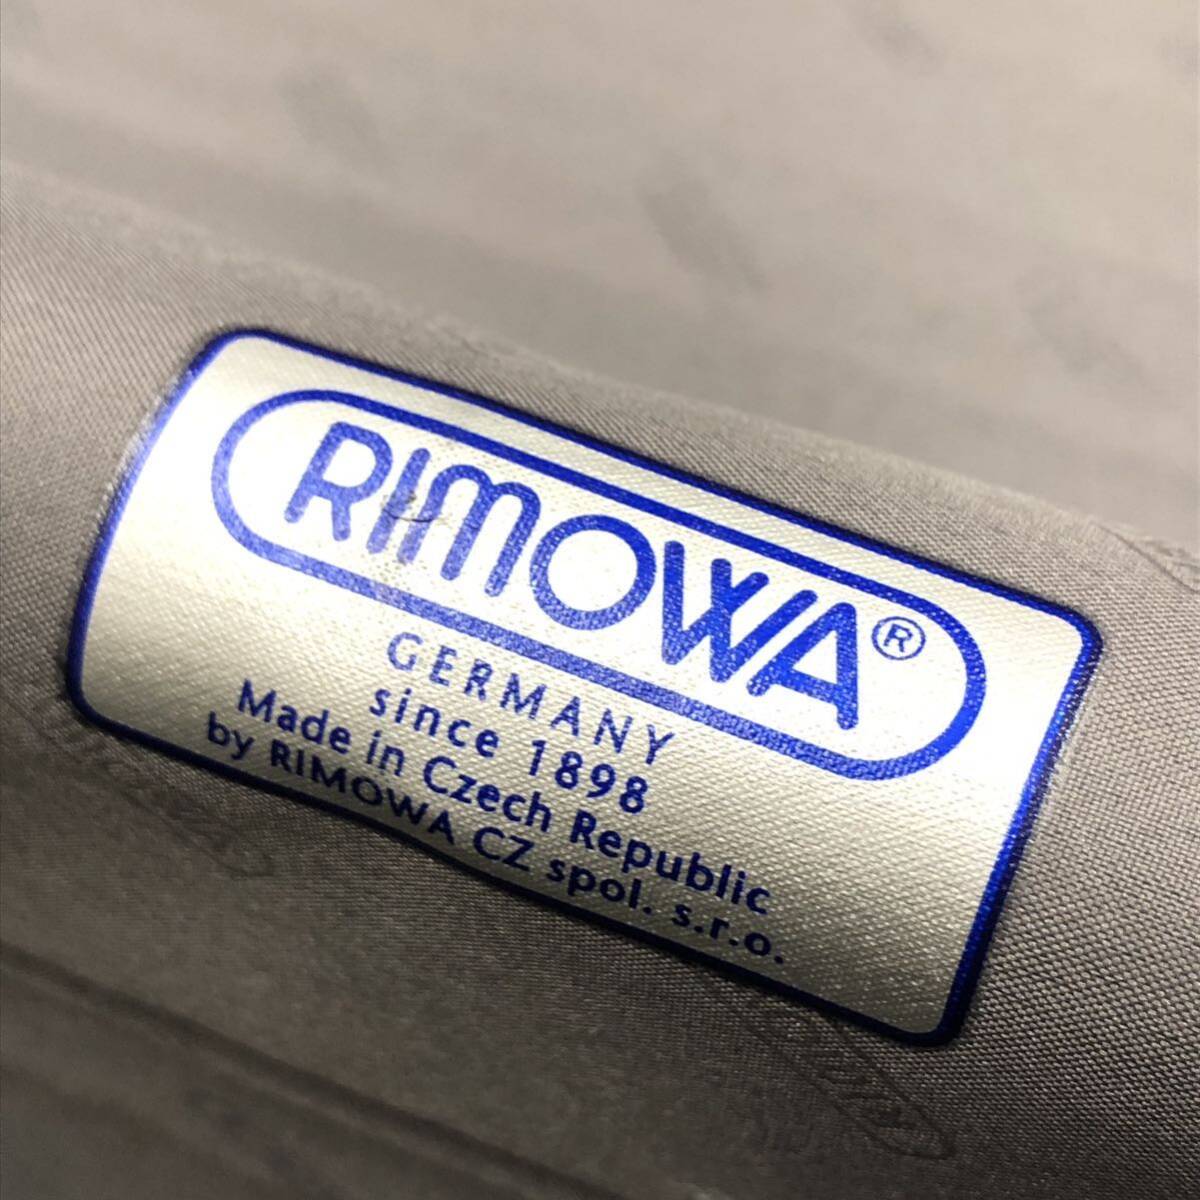 RIMOWA®
GERMANY
since 1898
Made in Czech Republic
by RIMOWA CZ spol. s.r.o.